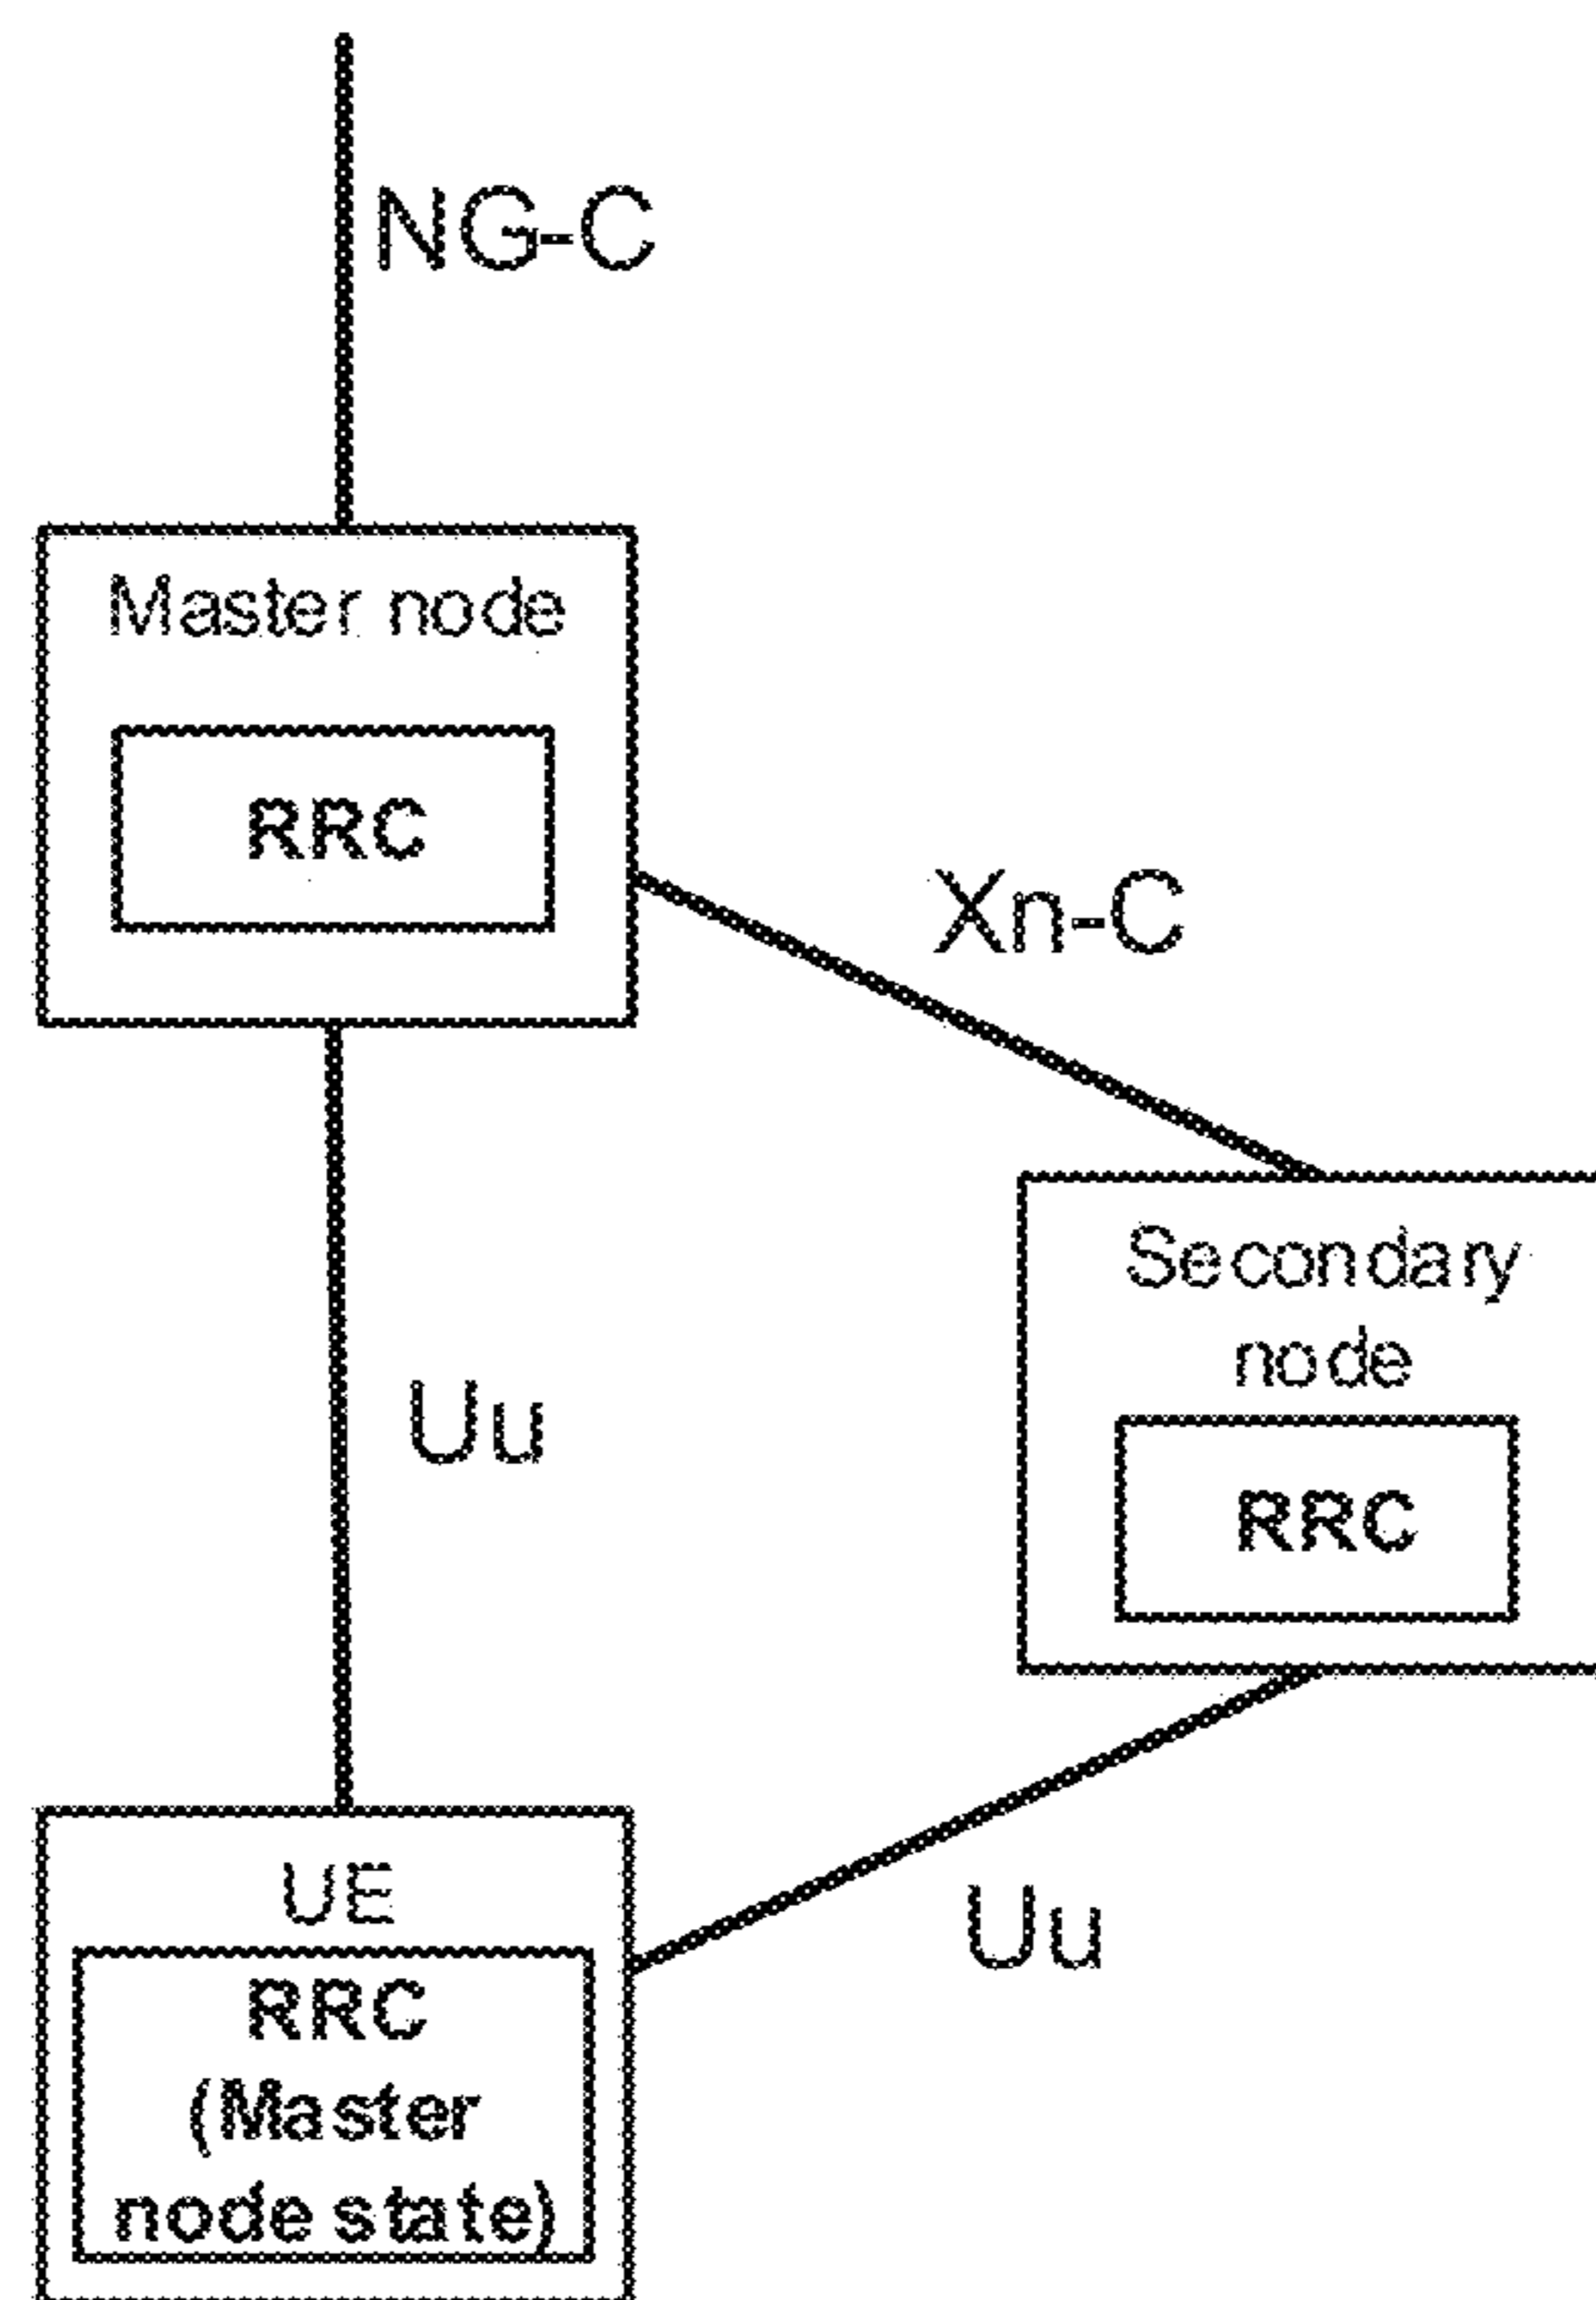 NG-C
Master node
RRC
Xn-C
Secondary
node
RRC
Uu
UE
RRC
(Master
node state)
Uu